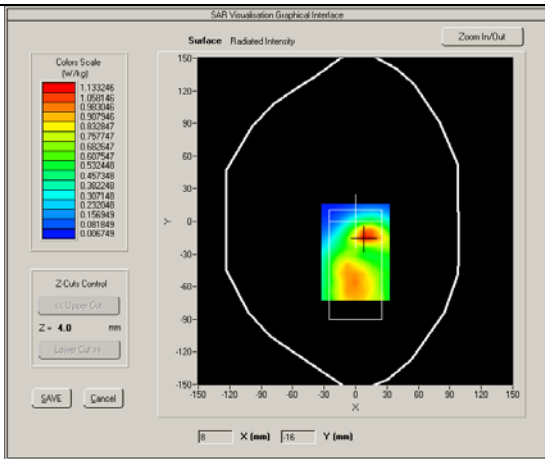 SAR Visualisation Graphical Interface
Surface Radiated Intensity
Zoom In/Out
Colors Scale
(W/kg)
1.133246
1.058146
0.983046
0.907946
0.832847
0.757747
0.682647
0.607547
0.532448
0.457348
0.382248
0.307148
0.232048
0.156949
0.081849
0.006749
Z-Cuts Control
<< Upper Cut
Z = 4.0 mm
Lower Cut >>
SAVE Cancel
150-
120-
90-
60-
30-
0-
-30-
-60-
-90-
-120-
-150-
Y
-150 -120 -90 -60 -30 0 30 60 90 120 150
X
8 X (mm) -16 Y (mm)